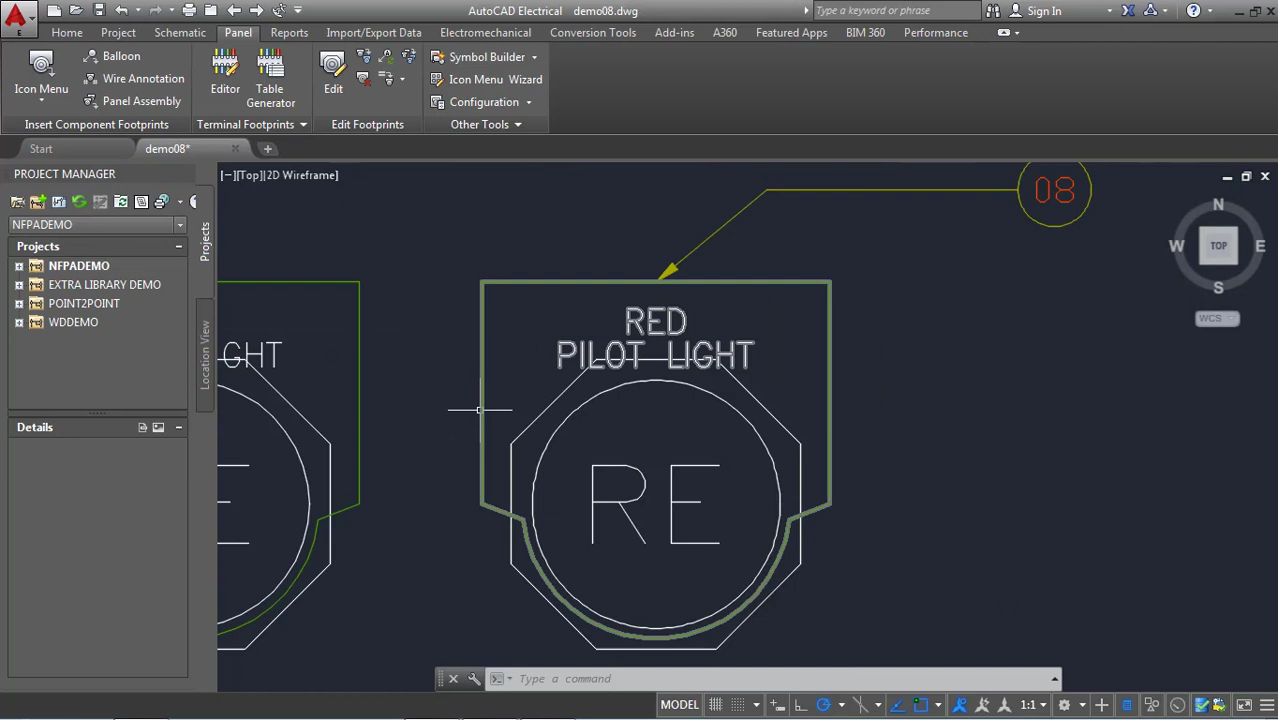 AutoCAD Electrical demo08.dwg
Type a keyword or phrase
Sign In
Home Project Schematic Panel Reports Import/Export Data Electromechanical Conversion Tools Add-ins A360 Featured Apps BIM 360 Performance
E
Icon Menu
Balloon
Wire Annotation
Panel Assembly
Insert Component Footprints
Editor
Table Generator
Terminal Footprints
Edit
Edit Footprints
Symbol Builder
Icon Menu Wizard
Configuration
Other Tools
Start
demo08*
PROJECT MANAGER
NFPADEMO
Projects
NFPADEMO
EXTRA LIBRARY DEMO
POINT2POINT
WDDEMO
Details
Projects
Location View
[−][Top][2D Wireframe]
08
RED
PILOT LIGHT
RE
GHT
E
N
W TOP E
S
WCS
Type a command
MODEL
1:1